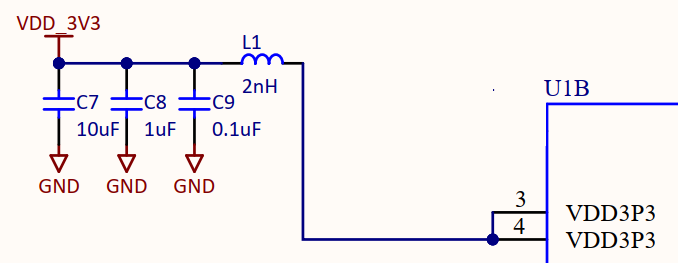 VDD_3V3
L1
2nH
C7
10uF
C8
1uF
C9
0.1uF
GND
GND
GND
U1B
3
VDD3P3
4
VDD3P3